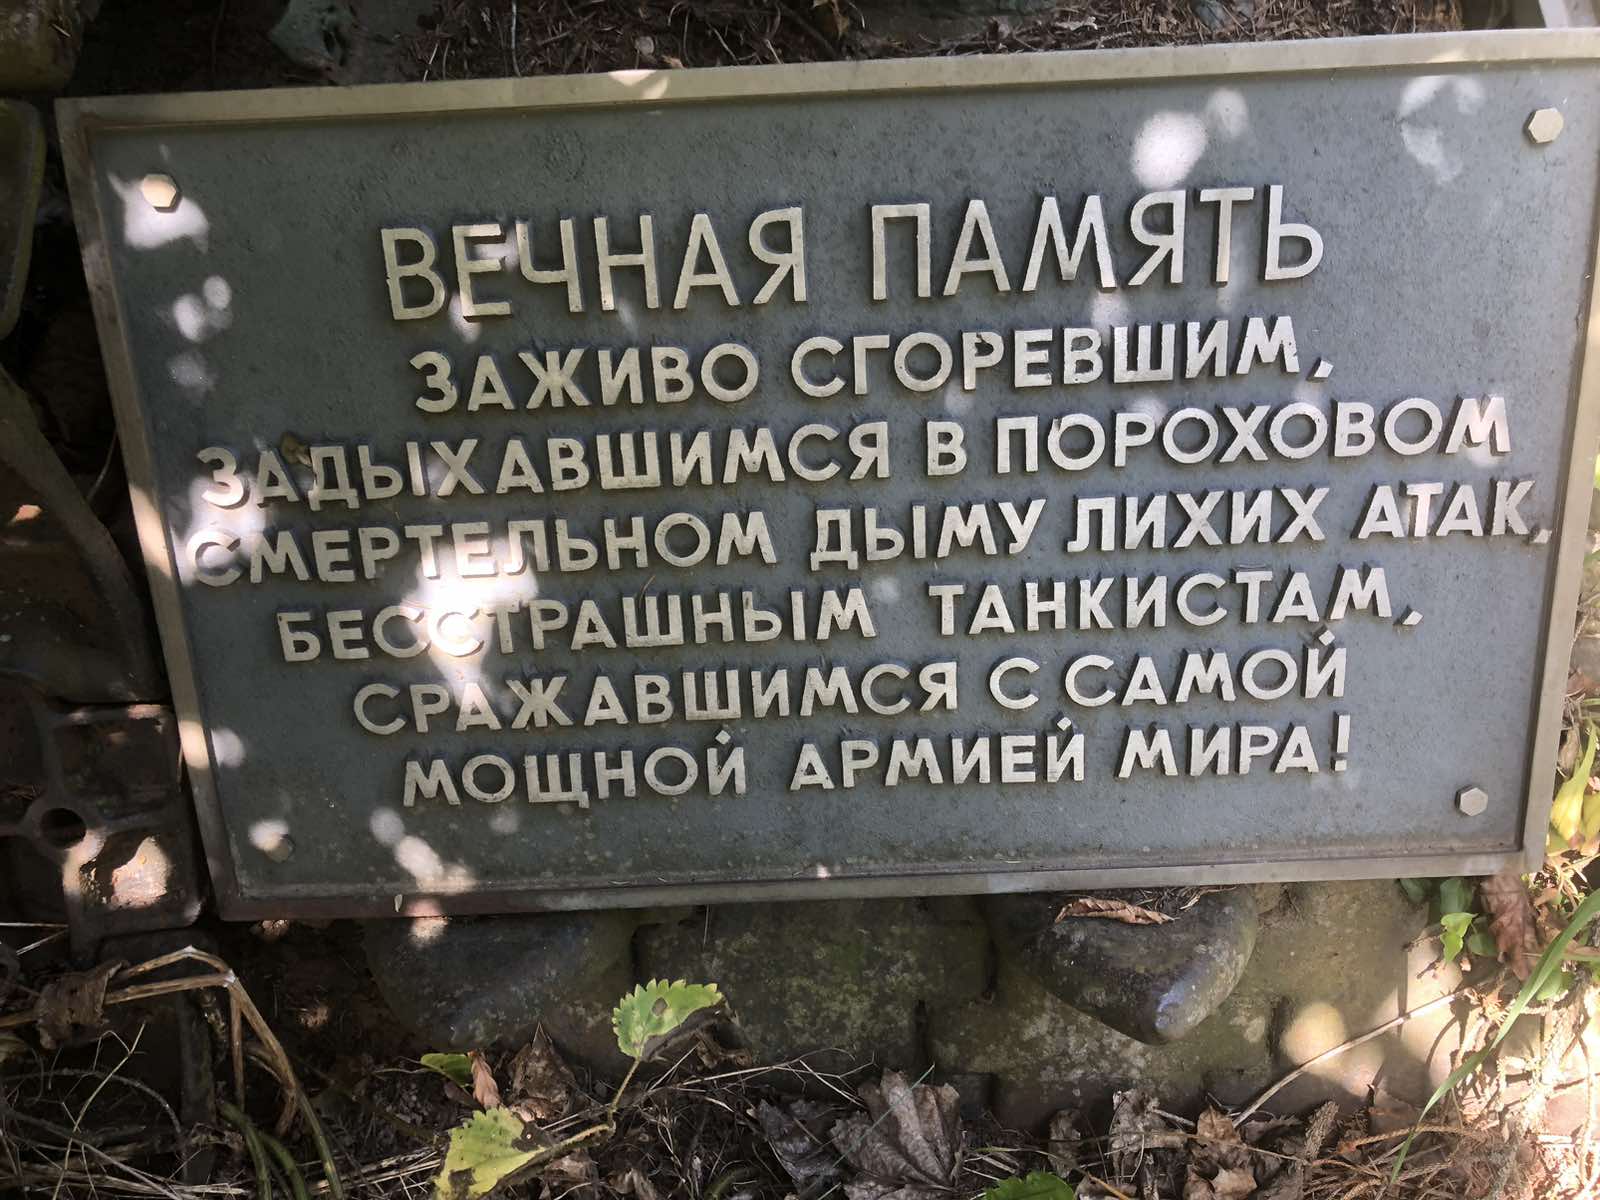 ВЕЧНАЯ ПАМЯТЬ
ЗАЖИВО СГОРЕВШИМ,
ЗАДЫХАВШИМСЯ В ПОРОХОВОМ
СМЕРТЕЛЬНОМ ДЫМУ ЛИХИХ АТАК,
БЕССТРАШНЫМ ТАНКИСТАМ,
СРАЖАВШИМСЯ С САМОЙ
МОЩНОЙ АРМИЕЙ МИРА!